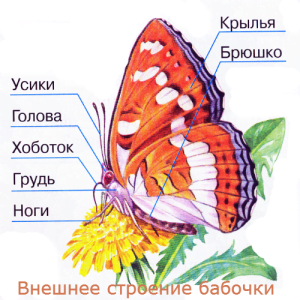 Крылья
Брюшко
Усики
Голова
Хоботок
Грудь
Ноги
Внешнее строение бабочки